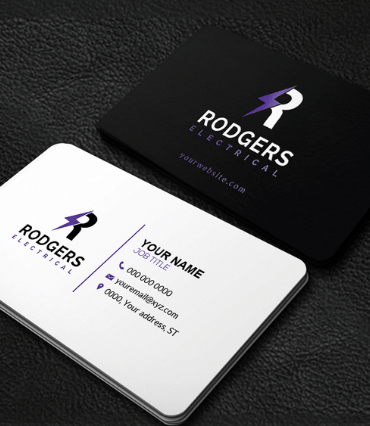 R
RODGERS
ELECTRICAL
yourwebsite.com
R
RODGERS
ELECTRICAL
YOUR NAME
JOB TITLE
000 000 0000
youremail@xyz.com
0000, Your address, ST